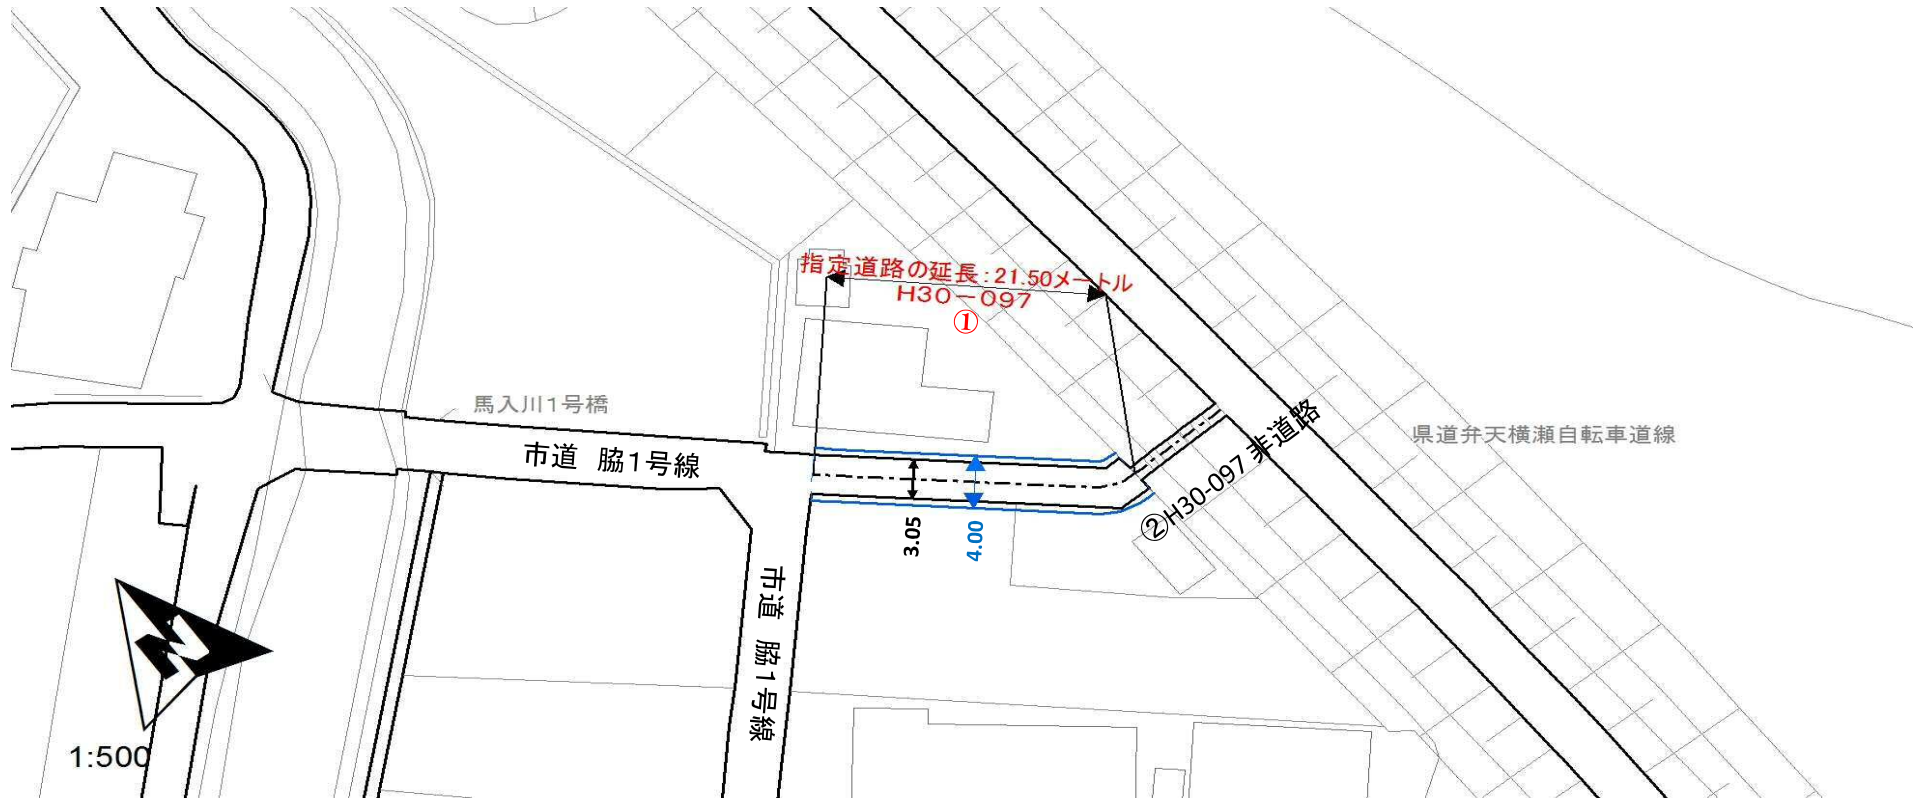 指定道路の延長:21.50メートル
H30-097
①
馬入川1号橋
市道 脇1号線
県道弁天横瀬自転車道線
②H30-097 非道路
3.05
4.00
市道 脇1号線
N
1:500